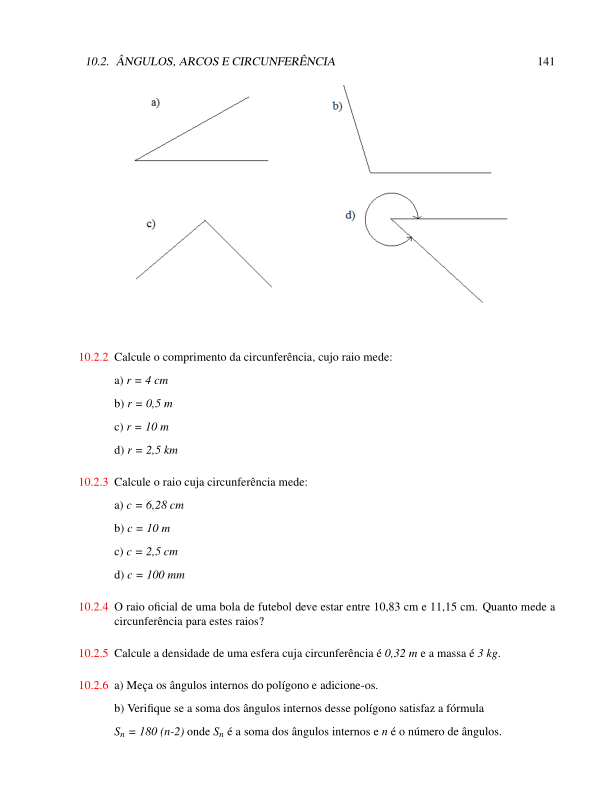 10.2. ÂNGULOS, ARCOS E CIRCUNFERÊNCIA 141
a)
b)
c)
d)
10.2.2 Calcule o comprimento da circunferência, cujo raio mede:
a) r = 4 cm
b) r = 0,5 m
c) r = 10 m
d) r = 2,5 km
10.2.3 Calcule o raio cuja circunferência mede:
a) c = 6,28 cm
b) c = 10 m
c) c = 2,5 cm
d) c = 100 mm
10.2.4 O raio oficial de uma bola de futebol deve estar entre 10,83 cm e 11,15 cm. Quanto mede a
circunferência para estes raios?
10.2.5 Calcule a densidade de uma esfera cuja circunferência é 0,32 m e a massa é 3 kg.
10.2.6 a) Meça os ângulos internos do polígono e adicione-os.
b) Verifique se a soma dos ângulos internos desse polígono satisfaz a fórmula
Sₙ = 180 (n-2) onde Sₙ é a soma dos ângulos internos e n é o número de ângulos.